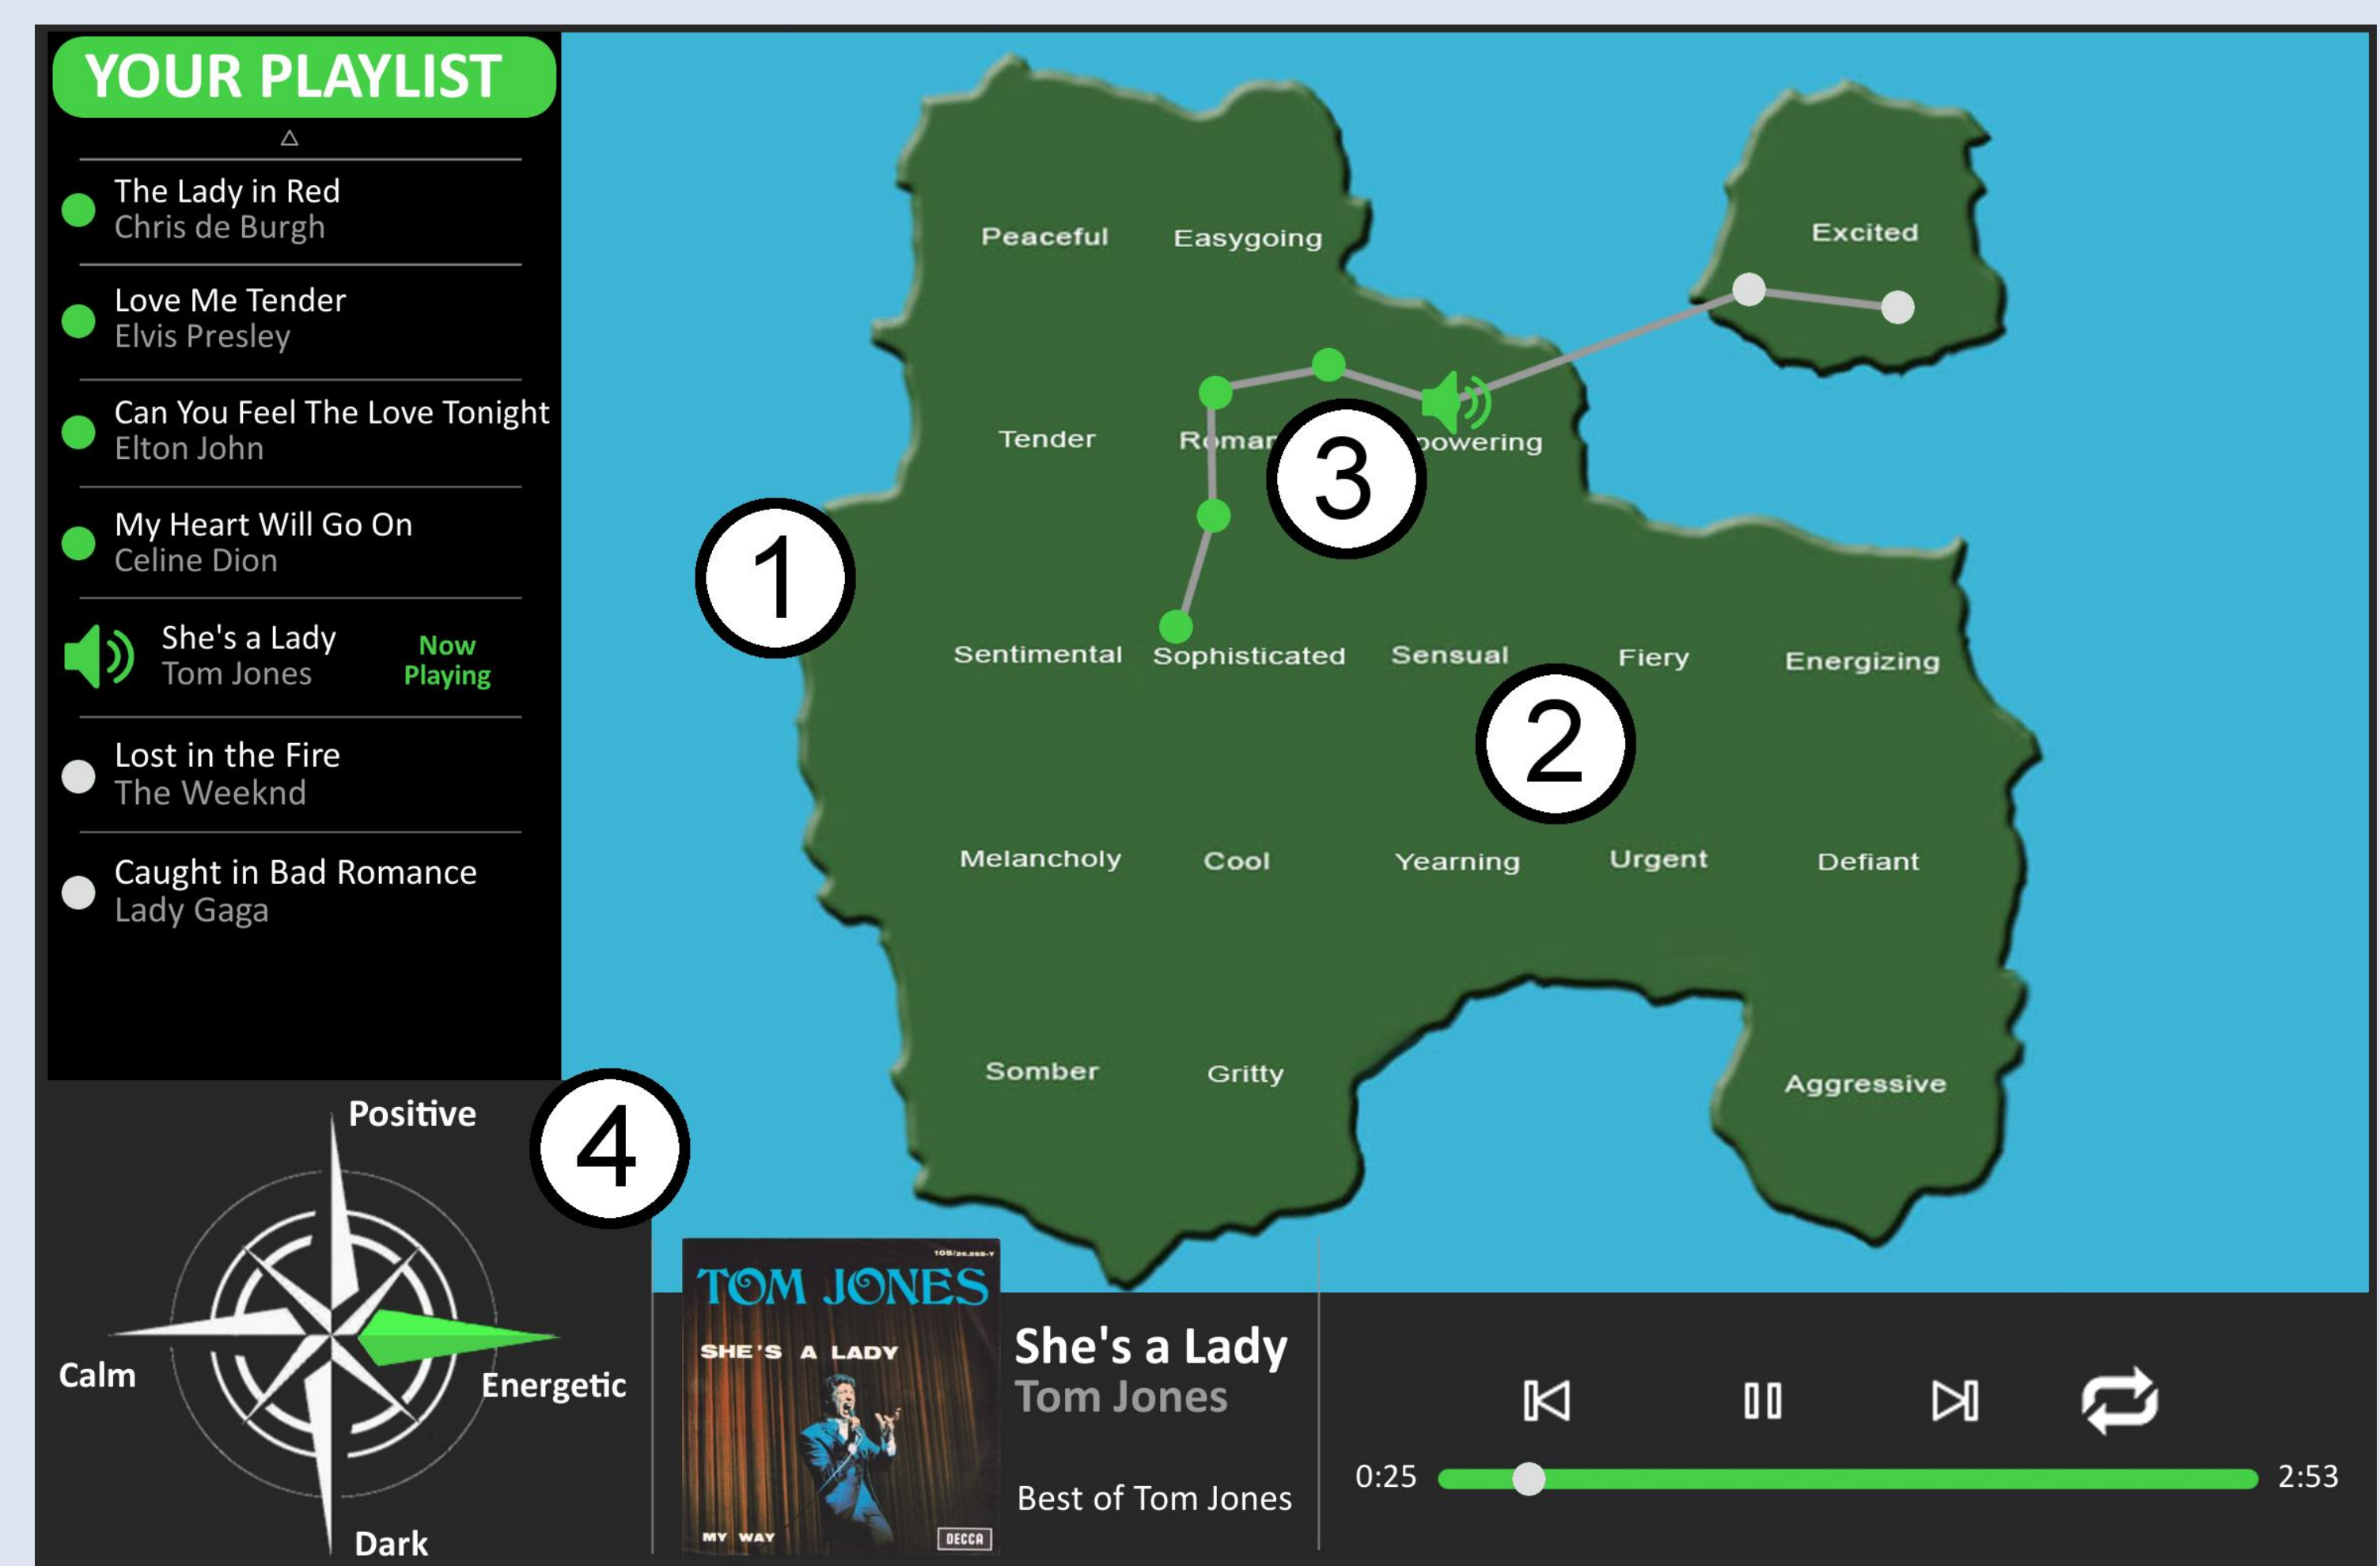 YOUR PLAYLIST
The Lady in Red
Chris de Burgh
Love Me Tender
Elvis Presley
Can You Feel The Love Tonight
Elton John
My Heart Will Go On
Celine Dion
She's a Lady
Tom Jones
Now
Playing
Lost in the Fire
The Weeknd
Caught in Bad Romance
Lady Gaga
Peaceful Easygoing Excited
Tender Roman powering
3
1
Sentimental Sophisticated Sensual Fiery Energizing
2
Melancholy Cool Yearning Urgent Defiant
Somber Gritty Aggressive
4
Positive
Calm
Energetic
Dark
TOM JONES
SHE'S A LADY
MY WAY
DECCA
She's a Lady
Tom Jones
Best of Tom Jones
0:25 2:53